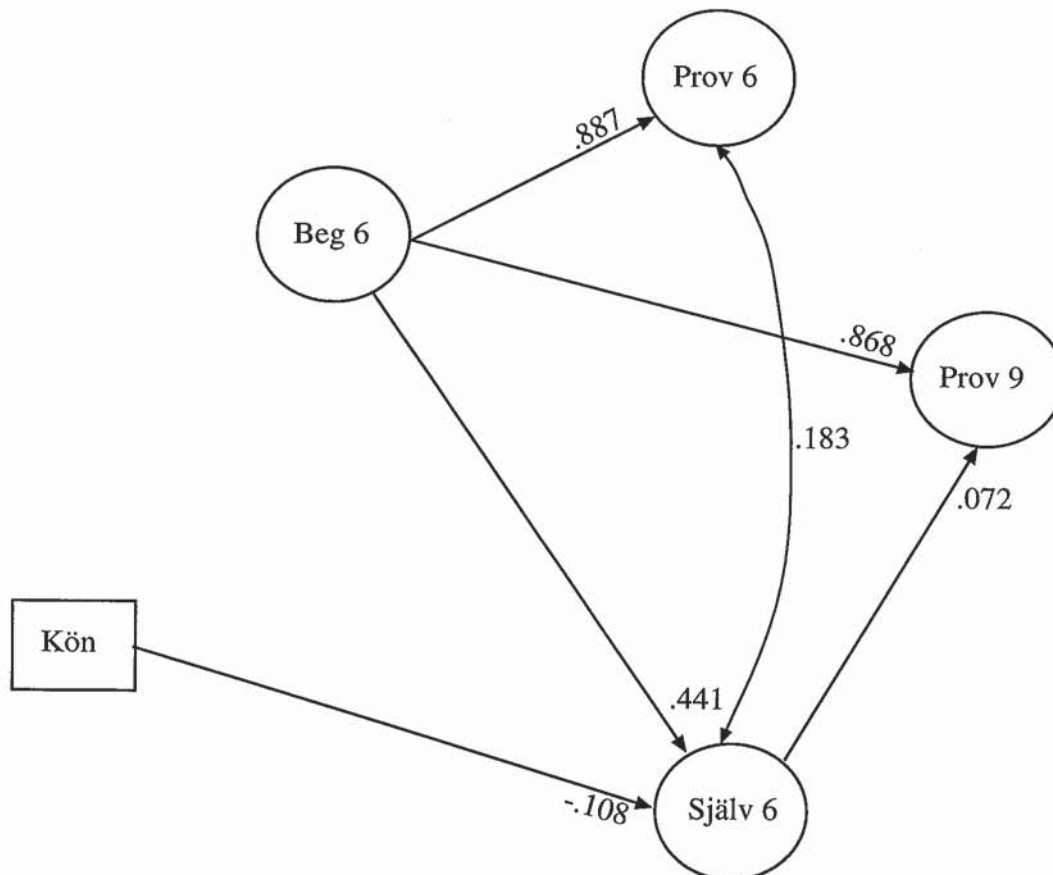 Prov 6
.887
Beg 6
.868
Prov 9
.183
.072
Kön
.441
-.108
Själv 6